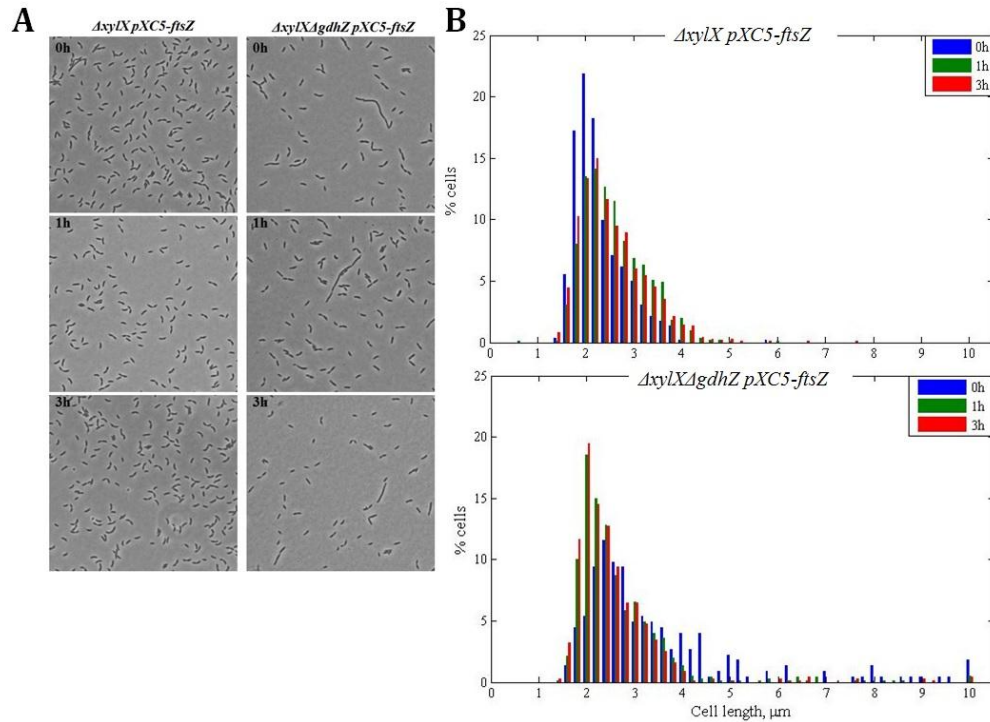 A
ΔxylX pXC5-ftsZ
ΔxylXΔgdhZ pXC5-ftsZ
0h
0h
1h
1h
3h
3h
B
ΔxylX pXC5-ftsZ
0h
1h
3h
25
20
15
10
5
0
% cells
0 1 2 3 4 5 6 7 8 9 10
ΔxylXΔgdhZ pXC5-ftsZ
0h
1h
3h
25
20
15
10
5
0
% cells
0 1 2 3 4 5 6 7 8 9 10
Cell length, μm